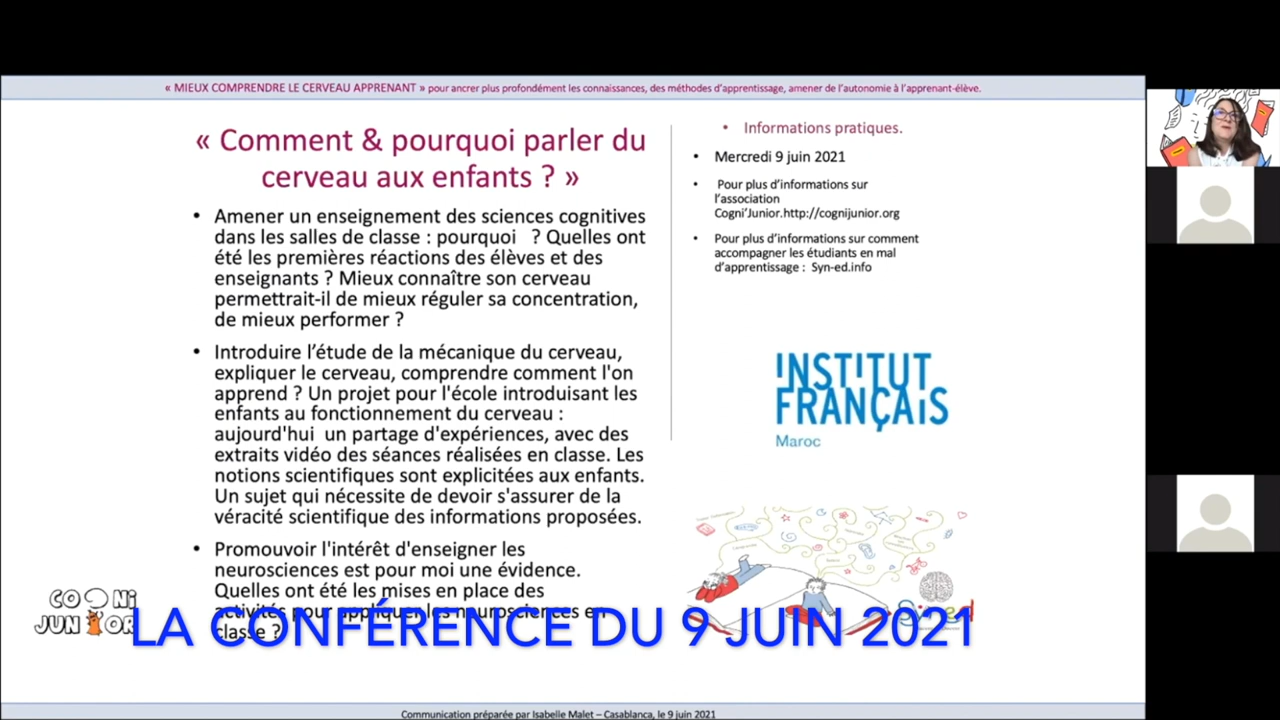 « MIEUX COMPRENDRE LE CERVEAU APPRENANT » pour ancrer plus profondément les connaissances, des méthodes d'apprentissage, amener de l'autonomie à l'apprenant-élève.
« Comment & pourquoi parler du
cerveau aux enfants ? »
• Amener un enseignement des sciences cognitives
dans les salles de classe : pourquoi ? Quelles ont
été les premières réactions des élèves et des
enseignants ? Mieux connaître son cerveau
permettrait-il de mieux réguler sa concentration,
de mieux performer ?
• Introduire l'étude de la mécanique du cerveau,
expliquer le cerveau, comprendre comment l'on
apprend ? Un projet pour l'école introduisant les
enfants au fonctionnement du cerveau :
aujourd'hui un partage d'expériences, avec des
extraits vidéo des séances réalisées en classe. Les
notions scientifiques sont explicitées aux enfants.
Un sujet qui nécessite de devoir s'assurer de la
véracité scientifique des informations proposées.
• Promouvoir l'intérêt d'enseigner les
neurosciences est pour moi une évidence.
Quelles ont été les mises en place des
activités pour appliquer les neurosciences en
classe ?
• Informations pratiques.
• Mercredi 9 juin 2021
• Pour plus d'informations sur
l'association
Cogni'Junior.http://cognijunior.org
• Pour plus d'informations sur comment
accompagner les étudiants en mal
d'apprentissage : Syn-ed.info
INSTITUT
FRANÇAIS
Maroc
COGNI
JUNIOR
LA CONFÉRENCE DU 9 JUIN 2021
Communication préparée par Isabelle Malet – Casablanca, le 9 juin 2021